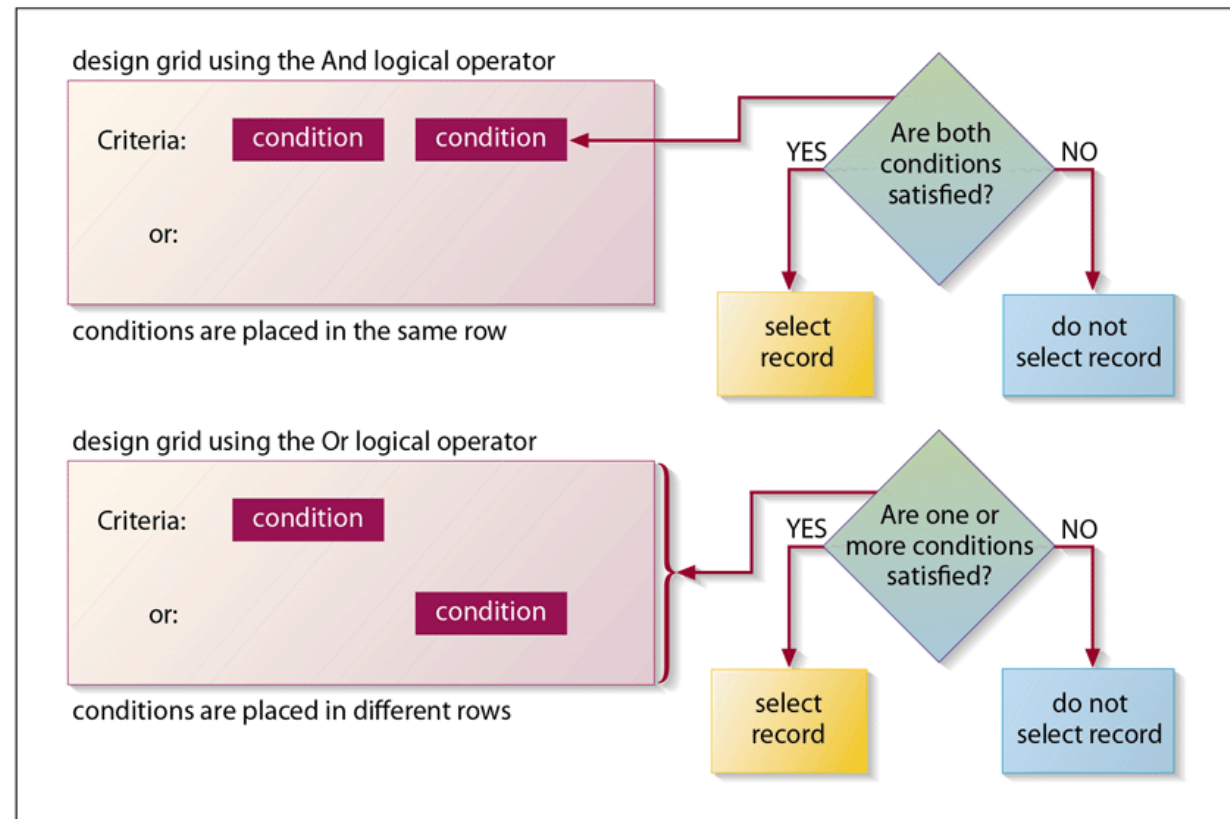 design grid using the And logical operator
Criteria: condition condition
or:
conditions are placed in the same row
Are both
conditions
satisfied?
YES
NO
select
record
do not
select record
design grid using the Or logical operator
Criteria: condition
or: condition
conditions are placed in different rows
Are one or
more conditions
satisfied?
YES
NO
select
record
do not
select record